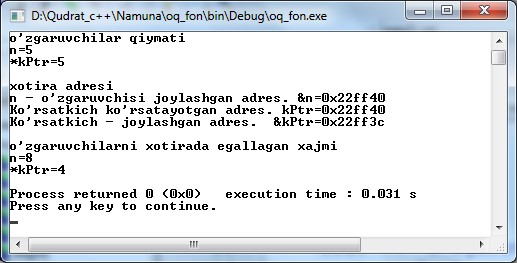 D:\Qudrat_c++\Namuna\oq_fon\bin\Debug\oq_fon.exe
o'zgaruvchilar qiymati
n=5
*kPtr=5
xotira adresi
n - o'zgaruvchisi joylashgan adres. &n=0x22ff40
Ko'rsatkich ko'rsatayotgan adres. kPtr=0x22ff40
Ko'rsatkich - joylashgan adres.  &kPtr=0x22ff3c
o'zgaruvchilarni xotirada egallagan xajmi
n=8
*kPtr=4
Process returned 0 (0x0)   execution time : 0.031 s
Press any key to continue.